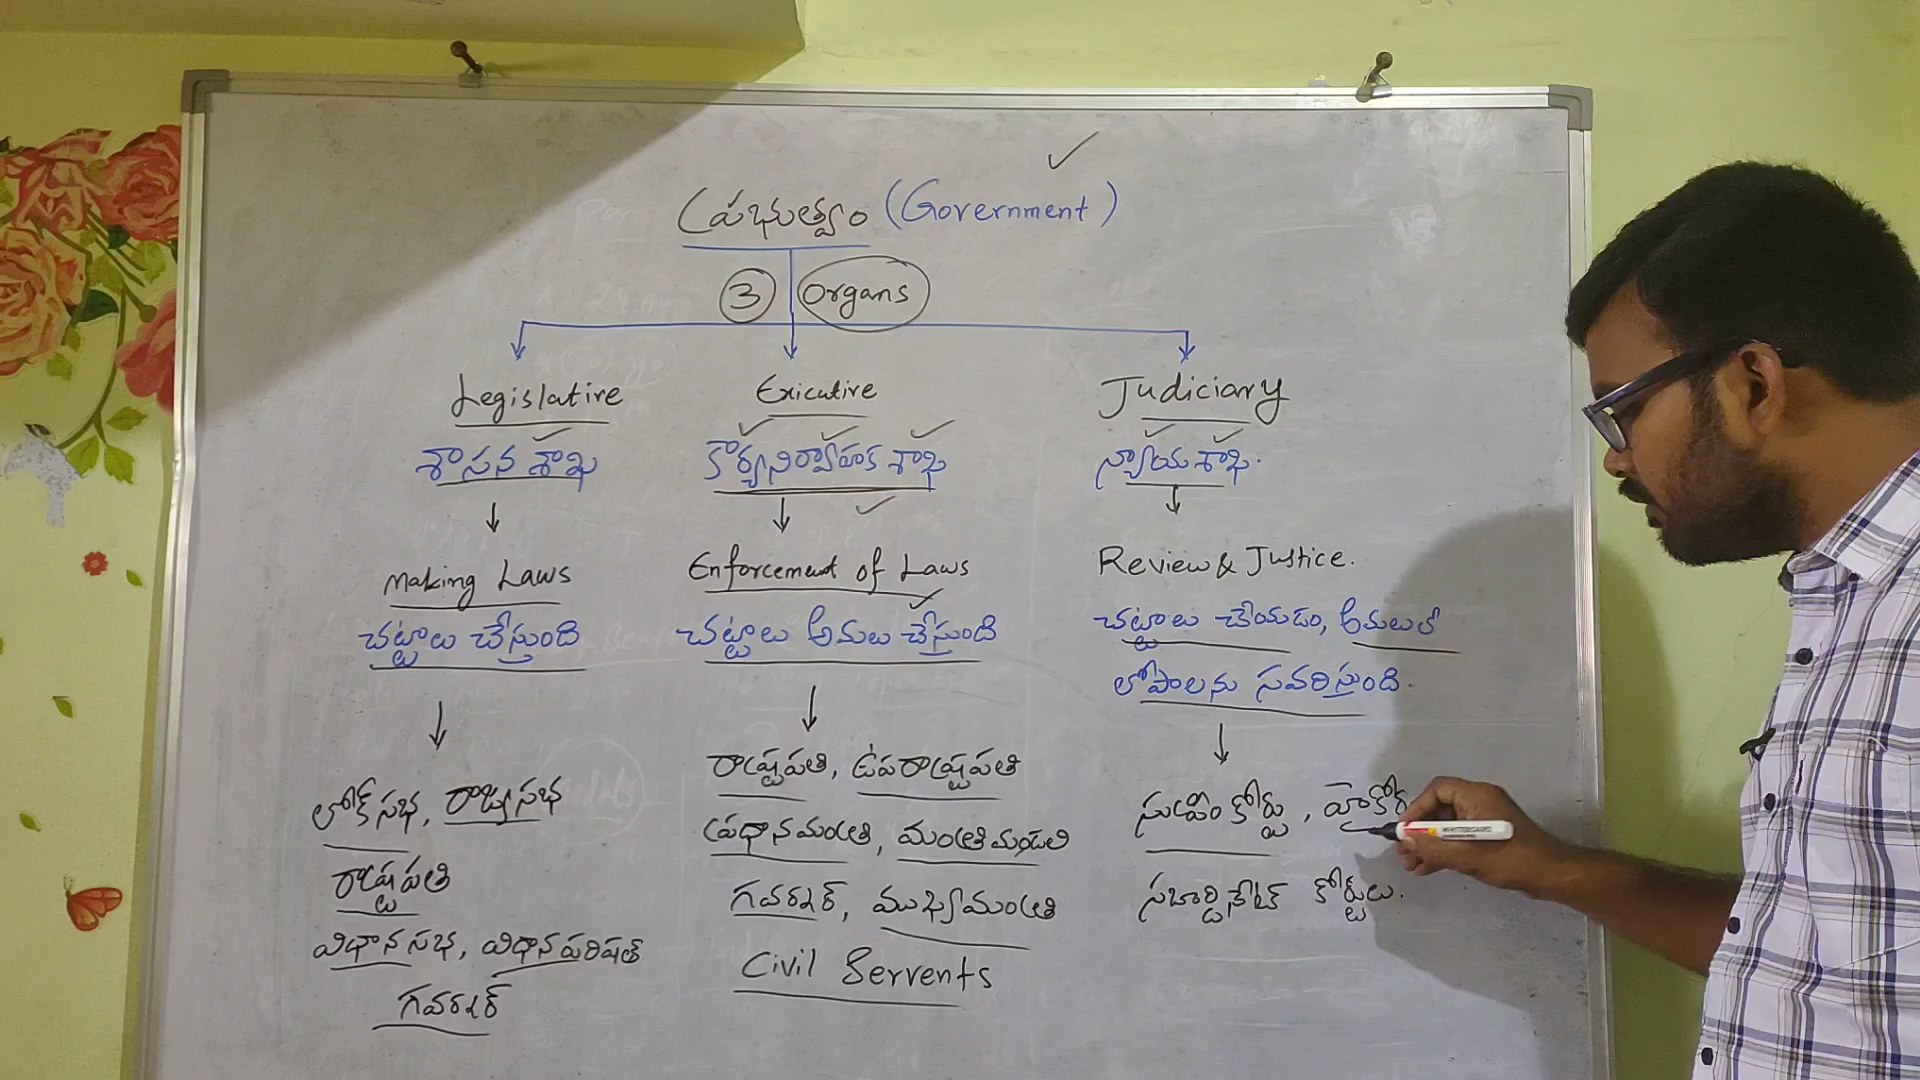 ప్రభుత్వం (Government)
3 Organs
Legislative
శాసన శాఖ
Making Laws
చట్టాలు చేస్తుంది
లోక్ సభ, రాజ్యసభ
రాష్ట్రపతి
విధానసభ, విధాన పరిషత్
గవర్నర్
Exicutive
కార్యనిర్వాహక శాఖ
Enforcement of Laws
చట్టాలు అమలు చేస్తుంది
రాష్ట్రపతి, ఉపరాష్ట్రపతి
ప్రధానమంత్రి, మంత్రి మండలి
గవర్నర్, ముఖ్యమంత్రి
Civil Servents
Judiciary
న్యాయ శాఖ.
Review & Justice.
చట్టాలు చేయడం, అమలులో
లోపాలను సవరిస్తుంది.
సుప్రీం కోర్టు, హైకోర్
సబార్డినేట్ కోర్టులు.